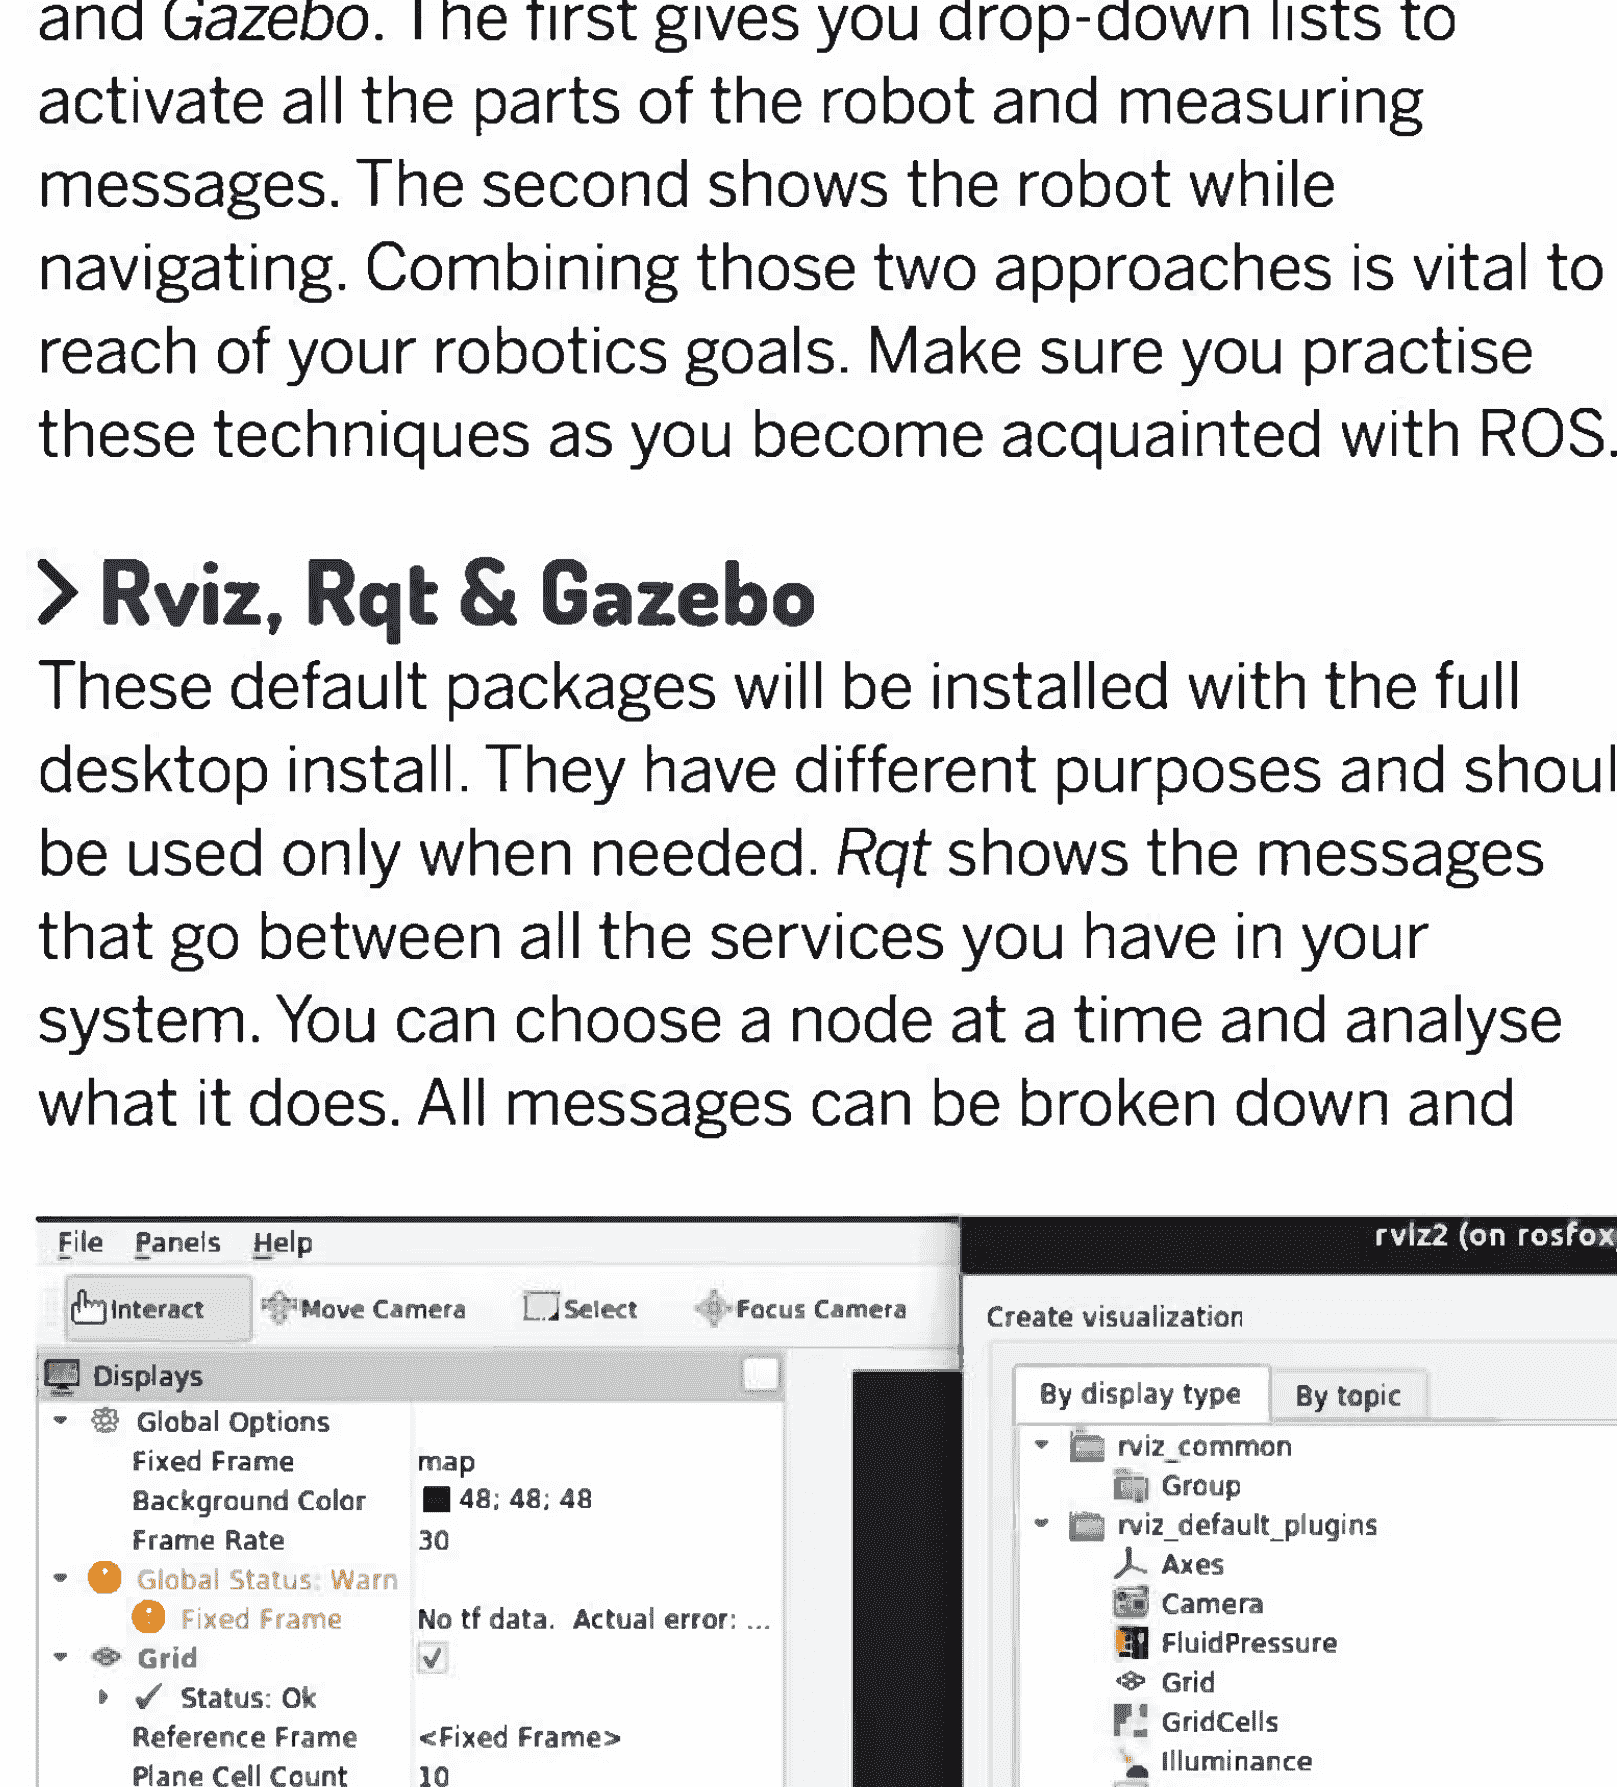 and Gazebo. The first gives you drop-down lists to
activate all the parts of the robot and measuring
messages. The second shows the robot while
navigating. Combining those two approaches is vital to
reach of your robotics goals. Make sure you practise
these techniques as you become acquainted with ROS.
> Rviz, Rqt & Gazebo
These default packages will be installed with the full
desktop install. They have different purposes and shoul
be used only when needed. Rqt shows the messages
that go between all the services you have in your
system. You can choose a node at a time and analyse
what it does. All messages can be broken down and
File Panels Help
Interact Move Camera Select Focus Camera
Displays
Global Options
Fixed Frame map
Background Color 48; 48; 48
Frame Rate 30
Global Status: Warn
Fixed Frame No tf data. Actual error: ...
Grid
Status: Ok
Reference Frame <Fixed Frame>
Plane Cell Count 10
rviz2 (on rosfox
Create visualization
By display type By topic
rviz_common
Group
rviz_default_plugins
Axes
Camera
FluidPressure
Grid
GridCells
Illuminance